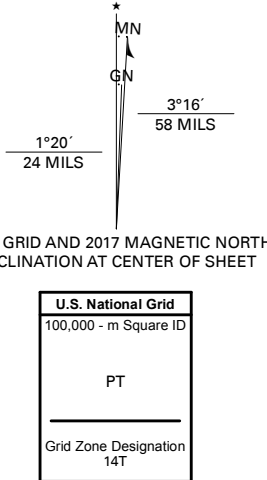 ★
MN
GN
3°16´
58 MILS
1°20´
24 MILS
GRID AND 2017 MAGNETIC NORTH
CLINATION AT CENTER OF SHEET
U.S. National Grid
100,000 - m Square ID
PT
Grid Zone Designation
14T